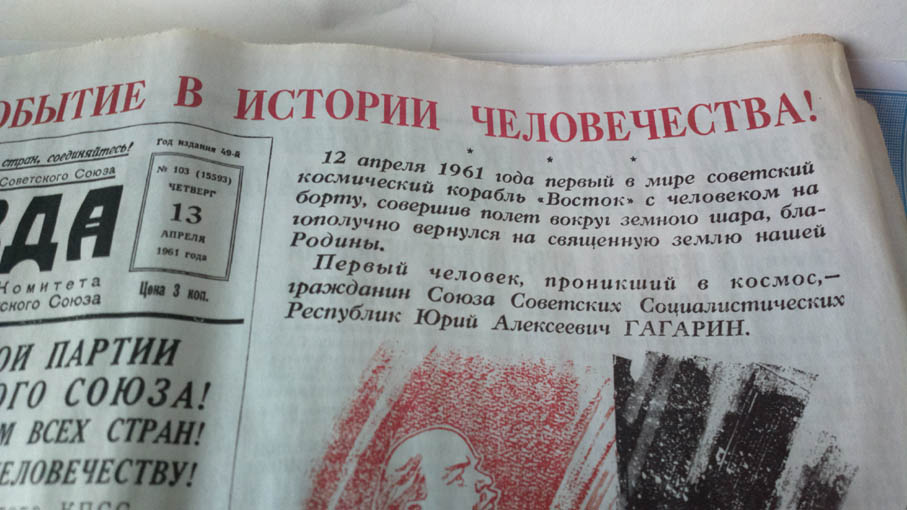 ОБЫТИЕ В ИСТОРИИ ЧЕЛОВЕЧЕСТВА!
стран, соединяйтесь!
Советского Союза
ДА
Комитета
ского Союза
Год издания 49-й
№ 103 (15593)
ЧЕТВЕРГ
13
АПРЕЛЯ
1961 года
Цена 3 коп.
* * *
12 апреля 1961 года первый в мире советский
космический корабль «Восток» с человеком на
борту, совершив полет вокруг земного шара, бла-
гополучно вернулся на священную землю нашей
Родины.
Первый человек, проникший в космос,—
гражданин Союза Советских Социалистических
Республик Юрий Алексеевич ГАГАРИН.
ОЙ ПАРТИИ
ОГО СОЮЗА!
М ВСЕХ СТРАН!
ЕЛОВЕЧЕСТВУ!
КПСС